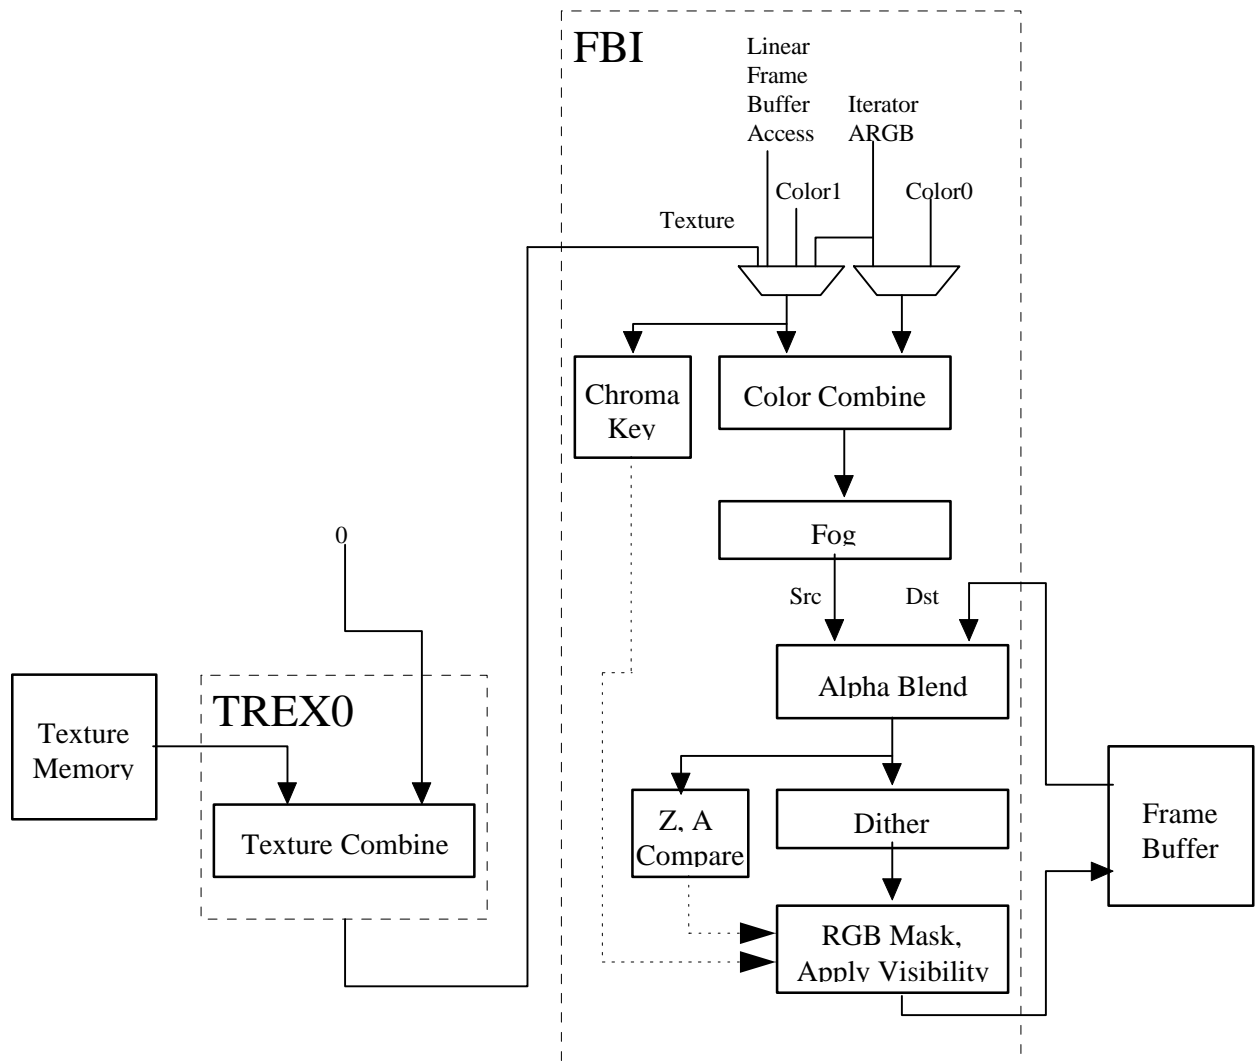 FBI
Linear
Frame
Buffer
Access
Iterator
ARGB
Color1
Color0
Texture
Chroma
Key
Color Combine
Fog
0
Src
Dst
Alpha Blend
TREX0
Texture
Memory
Texture Combine
Z, A
Compare
Dither
Frame
Buffer
RGB Mask,
Apply Visibility